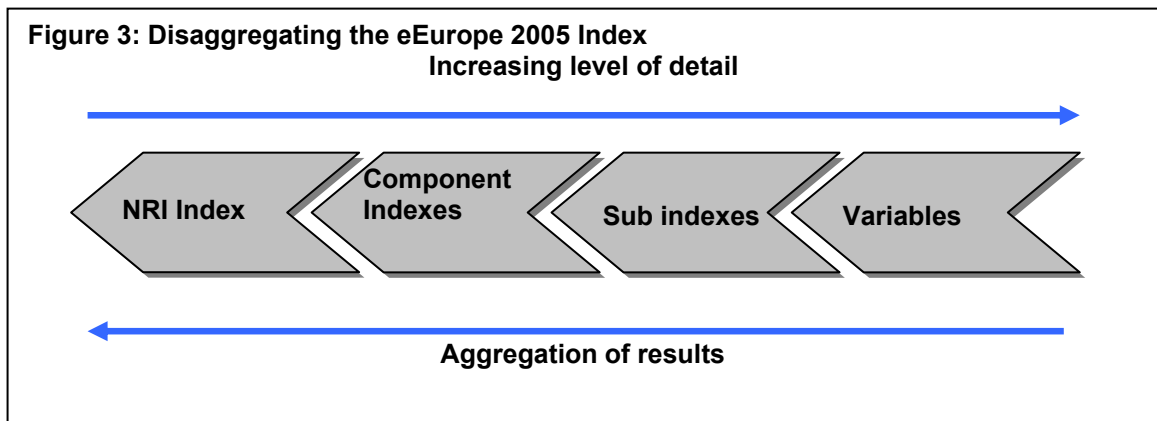 Figure 3: Disaggregating the eEurope 2005 Index
Increasing level of detail
NRI Index
Component
Indexes
Sub indexes
Variables
Aggregation of results